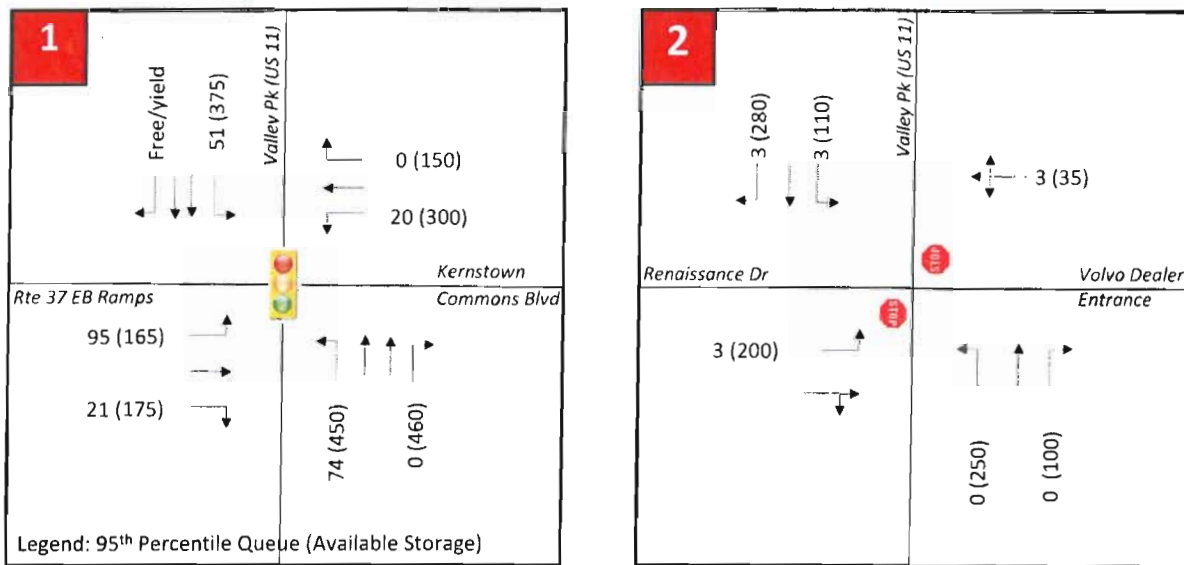 1
Free/yield
51 (375)
Valley Pk (US 11)
0 (150)
20 (300)
Kernstown
Commons Blvd
Rte 37 EB Ramps
95 (165)
21 (175)
74 (450)
0 (460)
Legend: 95th Percentile Queue (Available Storage)
2
3 (280)
3 (110)
Valley Pk (US 11)
3 (35)
STOP
Renaissance Dr
Volvo Dealer
Entrance
STOP
3 (200)
0 (250)
0 (100)